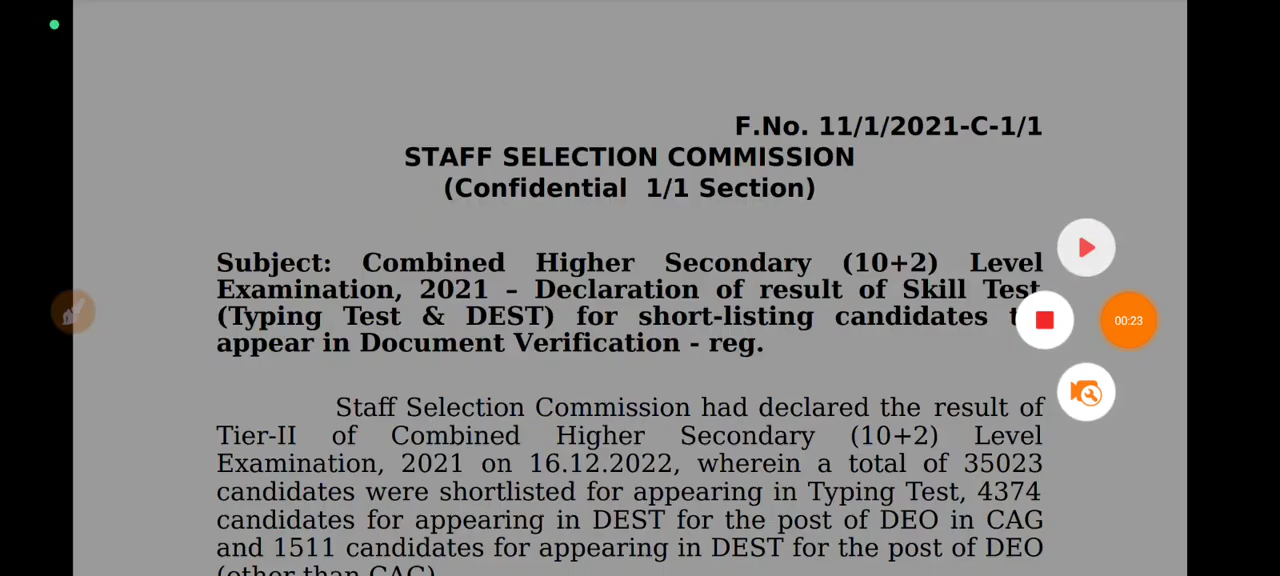 F.No. 11/1/2021-C-1/1
STAFF SELECTION COMMISSION
(Confidential 1/1 Section)
Subject: Combined Higher Secondary (10+2) Level
Examination, 2021 – Declaration of result of Skill Test
(Typing Test & DEST) for short-listing candidates
appear in Document Verification - reg.
Staff Selection Commission had declared the result of
Tier-II of Combined Higher Secondary (10+2) Level
Examination, 2021 on 16.12.2022, wherein a total of 35023
candidates were shortlisted for appearing in Typing Test, 4374
candidates for appearing in DEST for the post of DEO in CAG
and 1511 candidates for appearing in DEST for the post of DEO
(other than CAG)
00:23